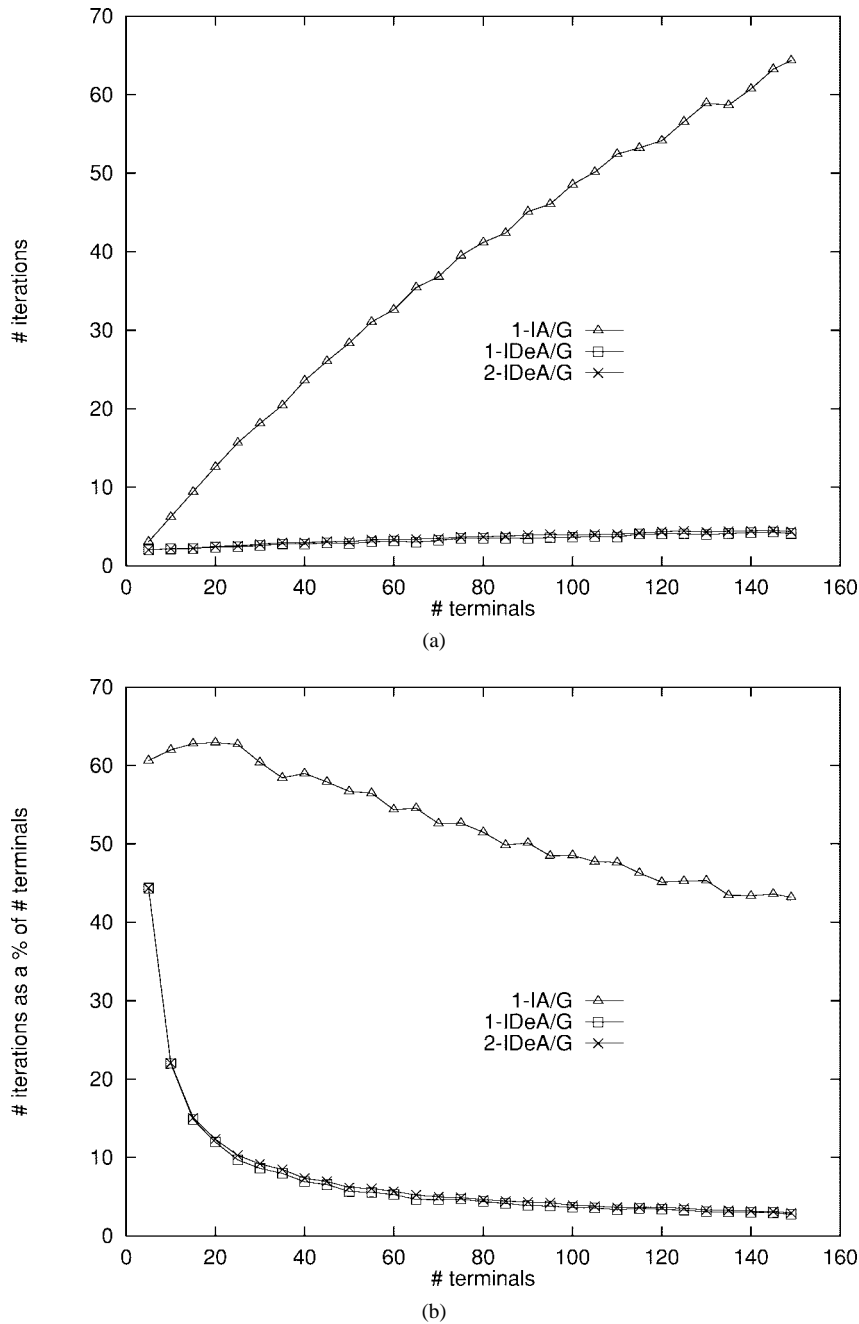 70
60
50
40
30
20
10
0
# iterations
1-IA/G
1-IDeA/G
2-IDeA/G
0 20 40 60 80 100 120 140 160
# terminals
(a)
70
60
50
40
30
20
10
0
# iterations as a % of # terminals
1-IA/G
1-IDeA/G
2-IDeA/G
0 20 40 60 80 100 120 140 160
# terminals
(b)